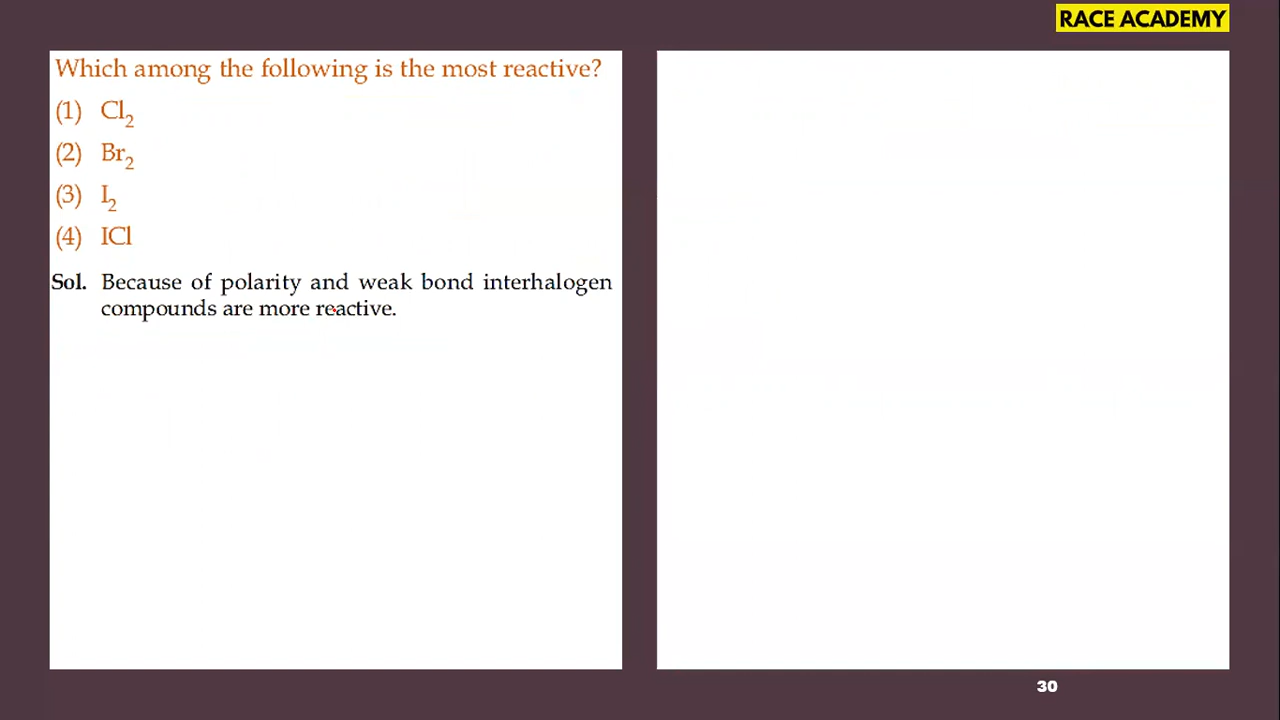 RACE ACADEMY
Which among the following is the most reactive?
(1) Cl₂
(2) Br₂
(3) I₂
(4) ICl
Sol. Because of polarity and weak bond interhalogen
compounds are more reactive.
30